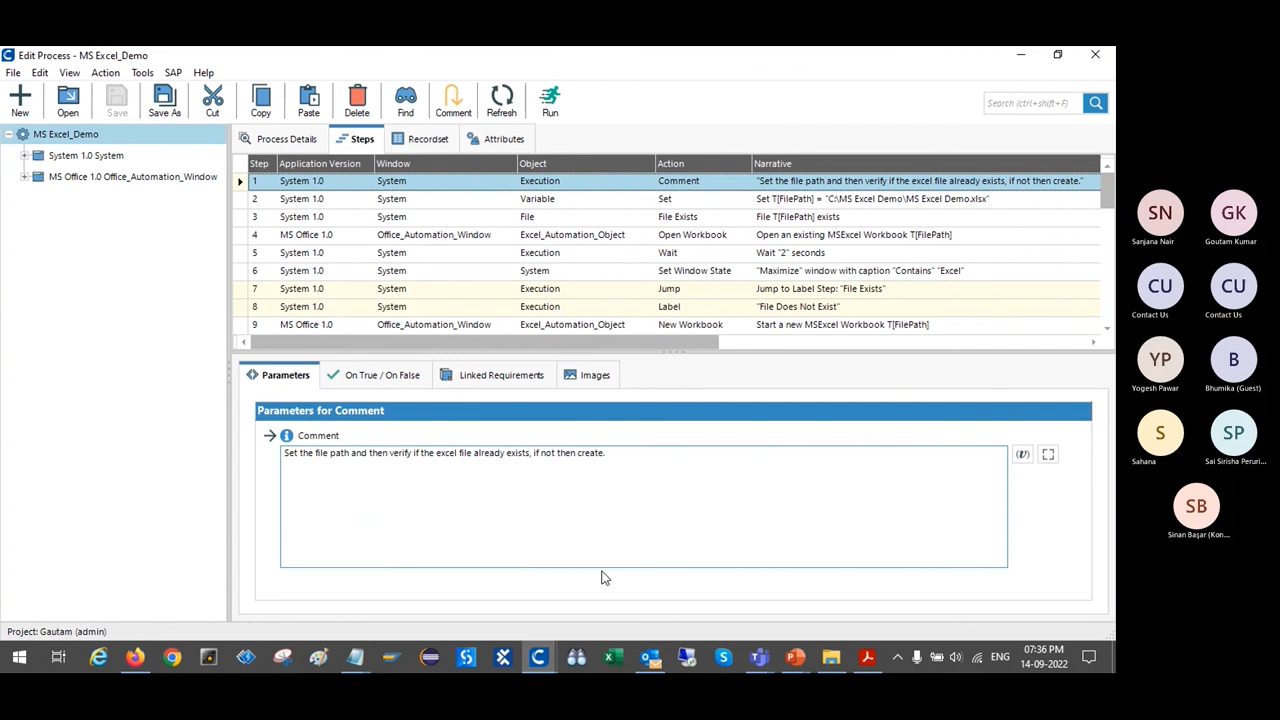 Edit Process - MS Excel_Demo
File Edit View Action Tools SAP Help
New Open Save Save As Cut Copy Paste Delete Find Comment Refresh Run
Search (ctrl+shift+F)
MS Excel_Demo
System 1.0 System
MS Office 1.0 Office_Automation_Window
Process Details Steps Recordset Attributes
Step Application Version Window Object Action Narrative
1 System 1.0 System Execution Comment "Set the file path and then verify if the excel file already exists, if not then create."
2 System 1.0 System Variable Set Set T[FilePath] = "C:\MS Excel Demo\MS Excel Demo.xlsx"
3 System 1.0 System File File Exists File T[FilePath] exists
4 MS Office 1.0 Office_Automation_Window Excel_Automation_Object Open Workbook Open an existing MSExcel Workbook T[FilePath]
5 System 1.0 System Execution Wait Wait "2" seconds
6 System 1.0 System System Set Window State "Maximize" window with caption "Contains" "Excel"
7 System 1.0 System Execution Jump Jump to Label Step: "File Exists"
8 System 1.0 System Execution Label "File Does Not Exist"
9 MS Office 1.0 Office_Automation_Window Excel_Automation_Object New Workbook Start a new MSExcel Workbook T[FilePath]
Parameters On True / On False Linked Requirements Images
Parameters for Comment
Comment
Set the file path and then verify if the excel file already exists, if not then create.
(v)
Project: Gautam (admin)
ENG
07:36 PM
14-09-2022
SN GK
Sanjana Nair Goutam Kumar
CU CU
Contact Us Contact Us
YP B
Yogesh Pawar Bhumika (Guest)
S SP
Sahana Sai Sirisha Peruri...
SB
Sinan Başar (Kon...